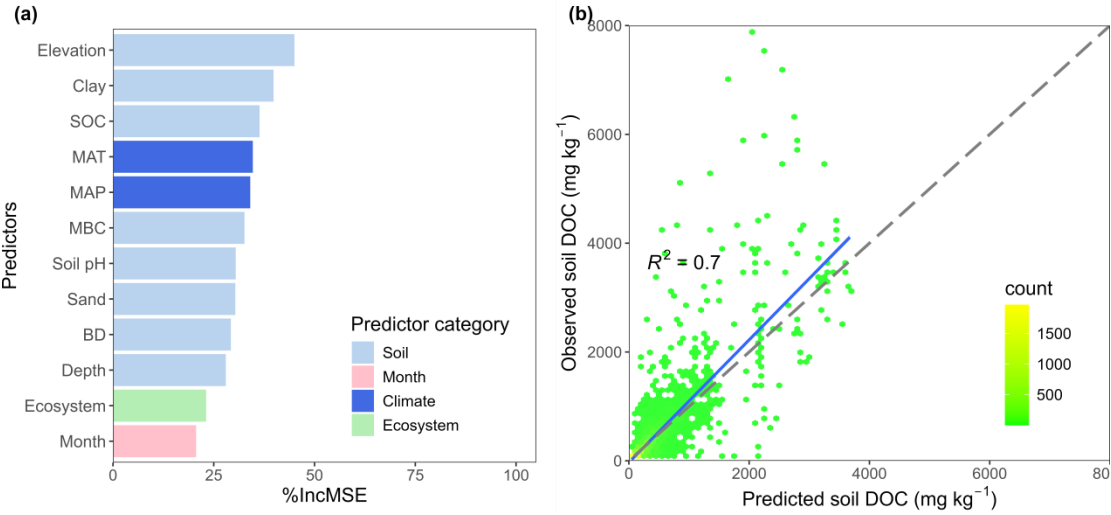 (a)
Predictors
Elevation
Clay
SOC
MAT
MAP
MBC
Soil pH
Sand
BD
Depth
Ecosystem
Month
0 25 50 75 100
%IncMSE
Predictor category
Soil
Month
Climate
Ecosystem
(b)
Observed soil DOC (mg kg⁻¹)
8000
6000
4000
2000
0
R² = 0.7
count
1500
1000
500
0 2000 4000 6000 80
Predicted soil DOC (mg kg⁻¹)